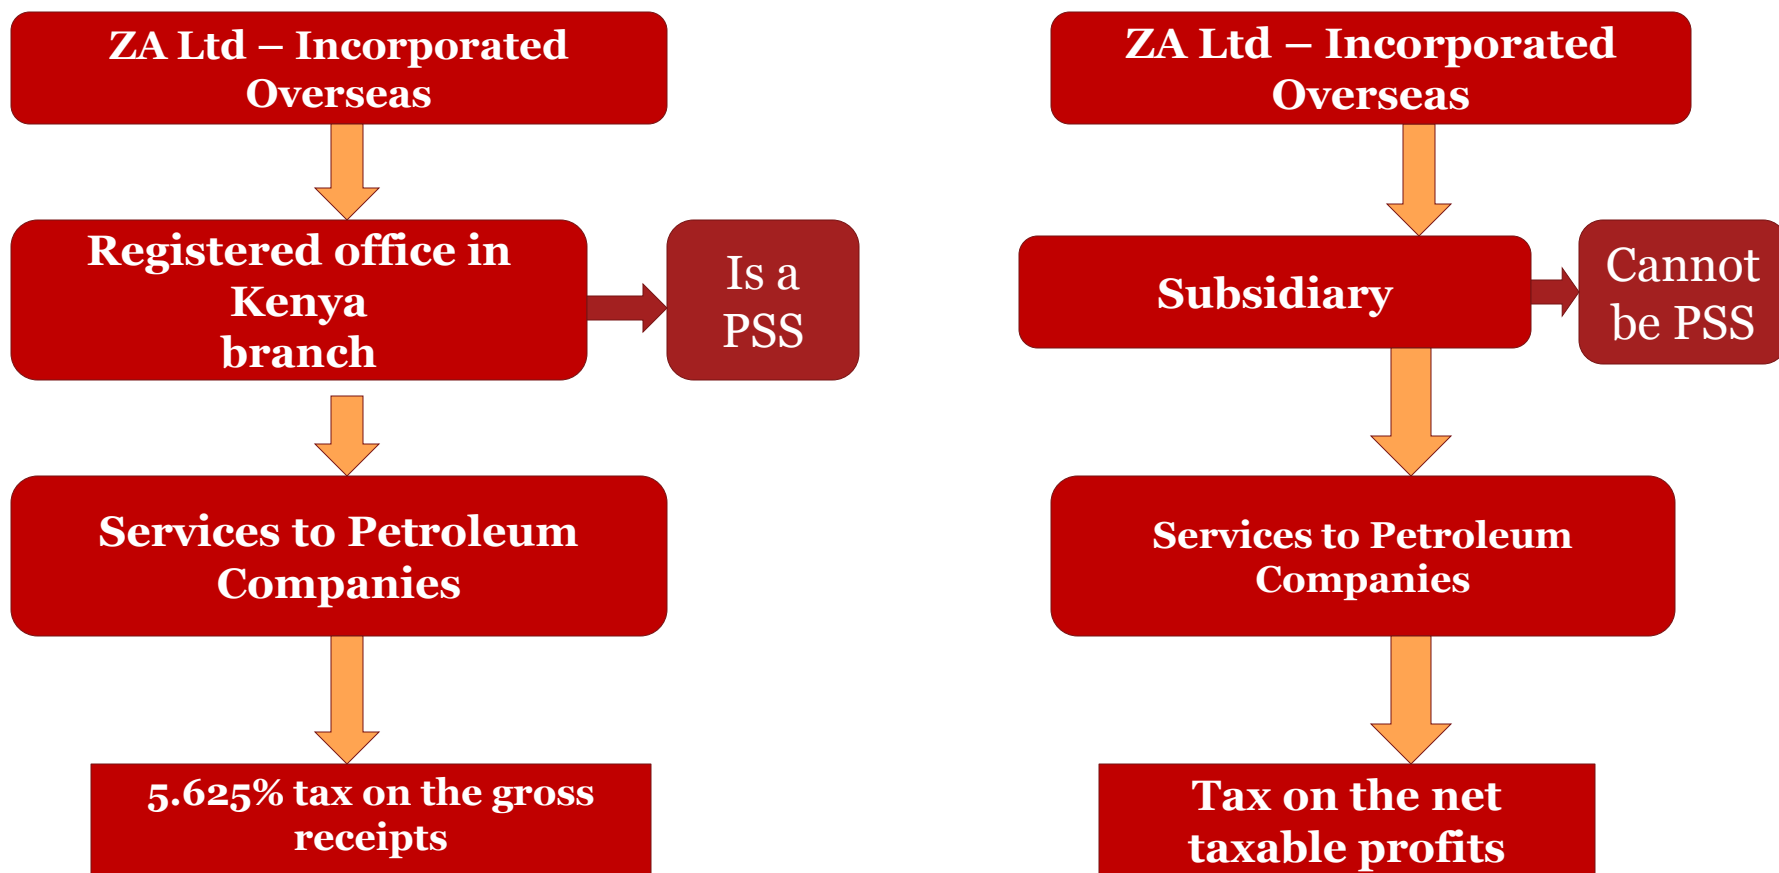 ZA Ltd – Incorporated
Overseas
Registered office in
Kenya
branch
Is a
PSS
Services to Petroleum
Companies
5.625% tax on the gross
receipts
ZA Ltd – Incorporated
Overseas
Subsidiary
Cannot
be PSS
Services to Petroleum
Companies
Tax on the net
taxable profits